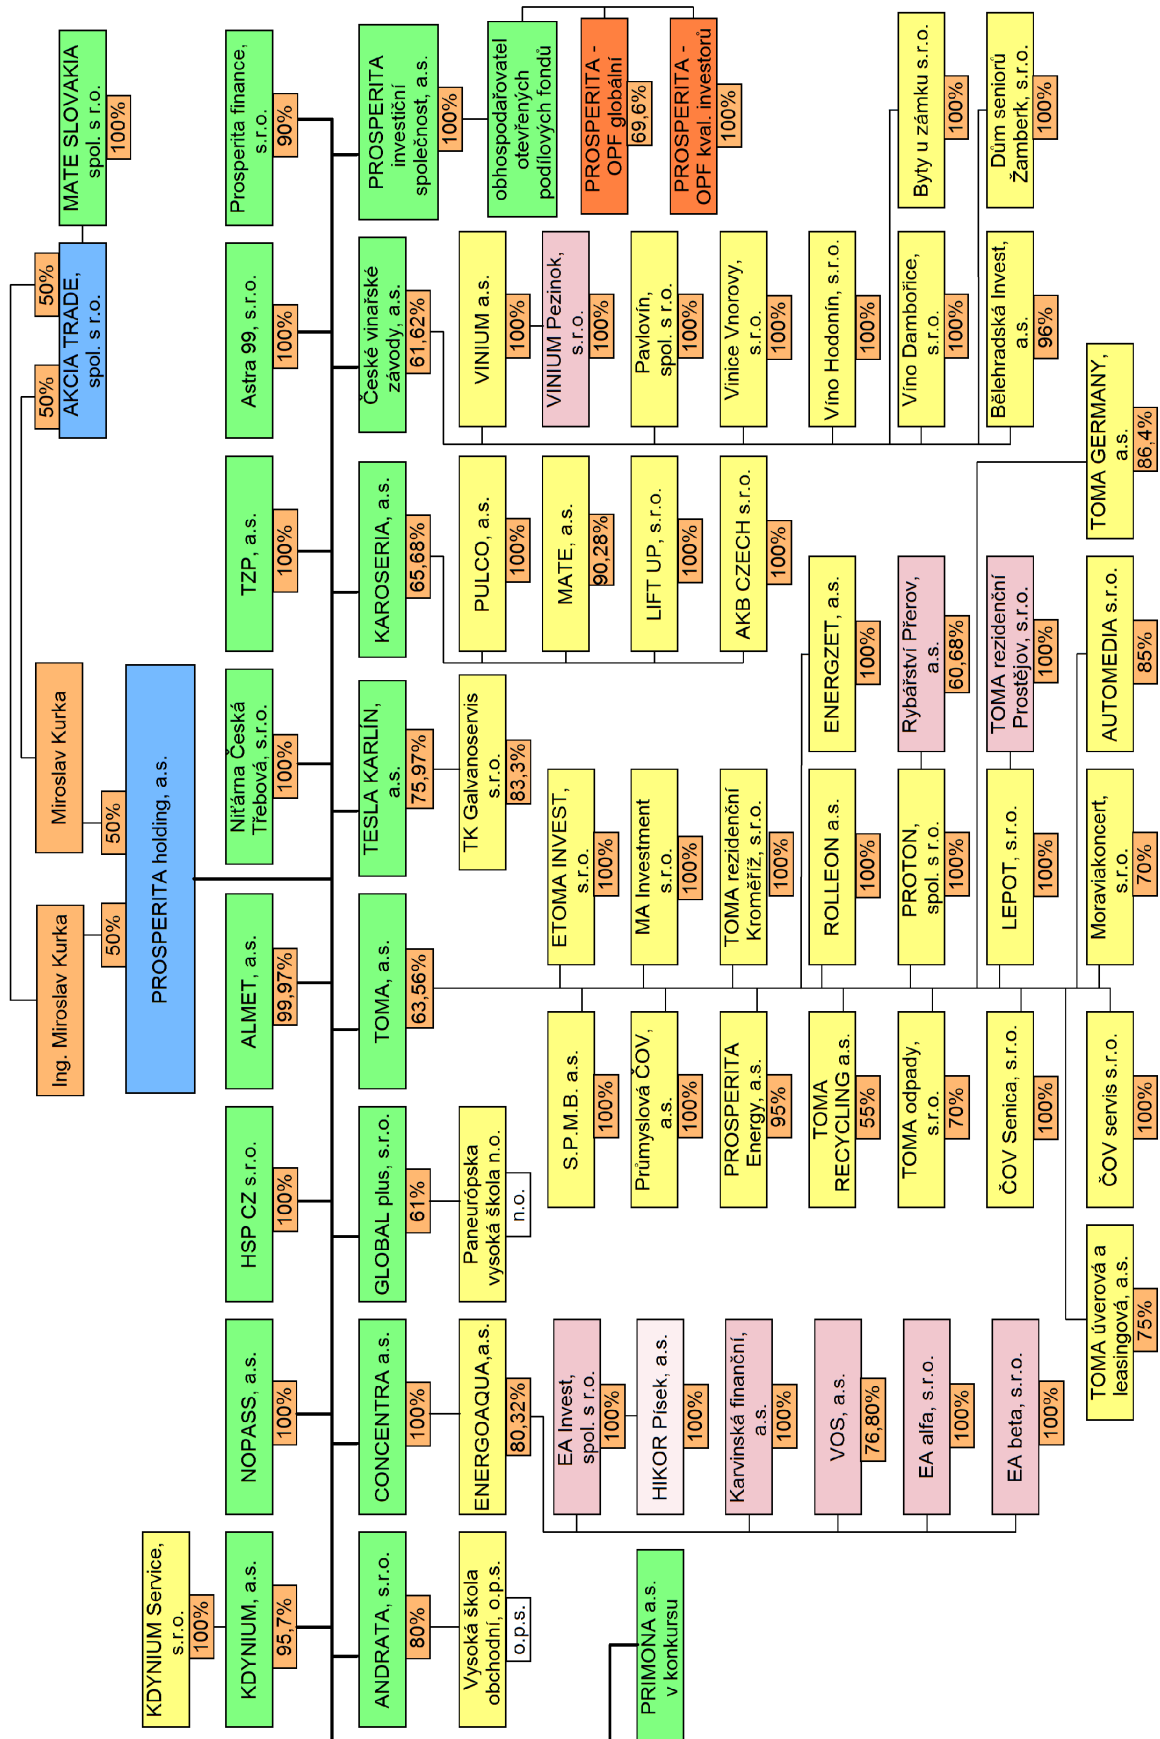 Ing. Miroslav Kurka
Miroslav Kurka
50%
50%
50%
50%
PROSPERITA holding, a.s.
AKCIA TRADE,
spol. s r.o.
MATE SLOVAKIA
spol. s r.o.
100%
KDYNIUM Service,
s.r.o.
100%
KDYNIUM, a.s.
95,7%
NOPASS, a.s.
100%
HSP CZ s.r.o.
100%
ALMET, a.s.
99,97%
Niťárna Česká
Třebová, s.r.o.
100%
TZP, a.s.
100%
Astra 99, s.r.o.
100%
Prosperita finance,
s.r.o.
90%
ANDRATA, s.r.o.
80%
Vysoká škola
obchodní, o.p.s.
o.p.s.
CONCENTRA a.s.
100%
ENERGOAQUA,a.s.
80,32%
EA Invest,
spol. s r.o.
100%
HIKOR Písek, a.s.
100%
Karvinská finanční,
a.s.
100%
VOS, a.s.
76,80%
EA alfa, s.r.o.
100%
EA beta, s.r.o.
100%
GLOBAL plus, s.r.o.
61%
Paneurópska
vysoká škola n.o.
n.o.
TOMA, a.s.
63,56%
S.P.M.B. a.s.
100%
Průmyslová ČOV,
a.s.
100%
PROSPERITA
Energy, a.s.
95%
TOMA
RECYCLING a.s.
55%
TOMA odpady,
s.r.o.
70%
ČOV Senica, s.r.o.
100%
ČOV servis s.r.o.
100%
TOMA úverová a
leasingová, a.s.
75%
ETOMA INVEST,
s.r.o.
100%
MA Investment
s.r.o.
100%
TOMA rezidenční
Kroměříž, s.r.o.
100%
ROLLEON a.s.
100%
PROTON,
spol. s r.o.
100%
LEPOT, s.r.o.
100%
Moraviakoncert,
s.r.o.
70%
ENERGZET, a.s.
100%
Rybářství Přerov,
a.s.
60,68%
TOMA rezidenční
Prostějov, s.r.o.
100%
AUTOMEDIA s.r.o.
85%
TOMA GERMANY,
a.s.
86,4%
TESLA KARLÍN,
a.s.
75,97%
TK Galvanoservis
s.r.o.
83,3%
KAROSERIA, a.s.
65,68%
PULCO, a.s.
100%
MATE, a.s.
90,28%
LIFT UP, s.r.o.
100%
AKB CZECH s.r.o.
100%
České vinařské
závody, a.s.
61,62%
VINIUM a.s.
100%
VINIUM Pezinok,
s.r.o.
100%
Pavlovín,
spol. s r.o.
100%
Vinice Vnorovy,
s.r.o.
100%
Víno Hodonín, s.r.o.
100%
Víno Dambořice,
s.r.o.
100%
Bělehradská Invest,
a.s.
96%
Byty u zámku s.r.o.
100%
Dům seniorů
Žamberk, s.r.o.
100%
PROSPERITA
investiční
společnost, a.s.
100%
obhospodařovatel
otevřených
podílových fondů
PROSPERITA -
OPF globální
69,6%
PROSPERITA -
OPF kval. investorů
100%
PRIMONA a.s.
v konkursu